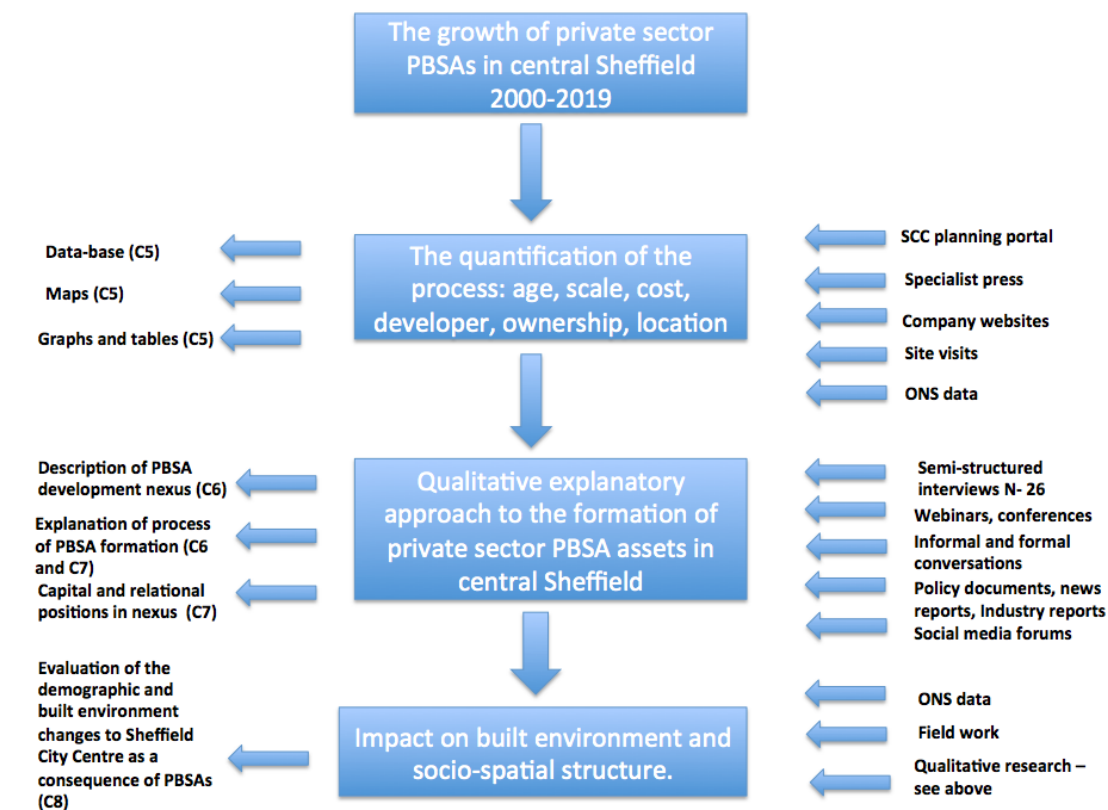 The growth of private sector
PBSAs in central Sheffield
2000-2019
Data-base (C5)
Maps (C5)
Graphs and tables (C5)
The quantification of the
process: age, scale, cost,
developer, ownership, location
SCC planning portal
Specialist press
Company websites
Site visits
ONS data
Description of PBSA
development nexus (C6)
Explanation of process
of PBSA formation (C6
and C7)
Capital and relational
positions in nexus  (C7)
Qualitative explanatory
approach to the formation of
private sector PBSA assets in
central Sheffield
Semi-structured
interviews N- 26
Webinars, conferences
Informal and formal
conversations
Policy documents, news
reports, Industry reports
Social media forums
Evaluation of the
demographic and
built environment
changes to Sheffield
City Centre as a
consequence of PBSAs
(C8)
Impact on built environment and
socio-spatial structure.
ONS data
Field work
Qualitative research –
see above